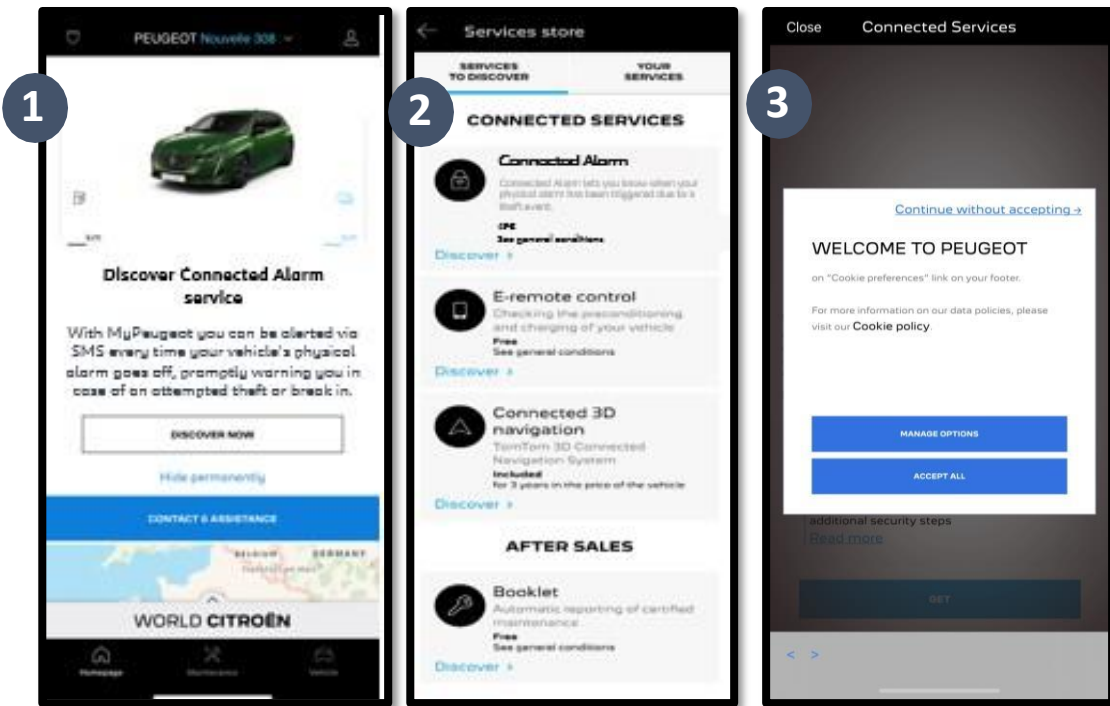 1
PEUGEOT Nouvelle 308
Discover Connected Alarm
service
With MyPeugeot you can be alerted via
SMS every time your vehicle's physical
alarm goes off, promptly warning you in
case of an attempted theft or break in.
DISCOVER NOW
Hide permanently
CONTACT & ASSISTANCE
BELGIUM GERMANY
WORLD CITROËN
Homepage Maintenance Vehicle
2
Services store
SERVICES
TO DISCOVER
YOUR
SERVICES
CONNECTED SERVICES
Connected Alarm
Connected Alarm lets you know when your
physical alarm has been triggered due to a
theft event.
See general conditions
Discover >
E-remote control
Checking the preconditioning
and charging of your vehicle
Free
See general conditions
Discover >
Connected 3D
navigation
TomTom 3D Connected
Navigation System
Included
for 3 years in the price of the vehicle
Discover >
AFTER SALES
Booklet
Automatic reporting of certified
maintenance
Free
See general conditions
Discover >
3
Close Connected Services
Continue without accepting →
WELCOME TO PEUGEOT
on "Cookie preferences" link on your footer.
For more information on our data policies, please
visit our Cookie policy.
MANAGE OPTIONS
ACCEPT ALL
additional security steps
Read more
GET
< >